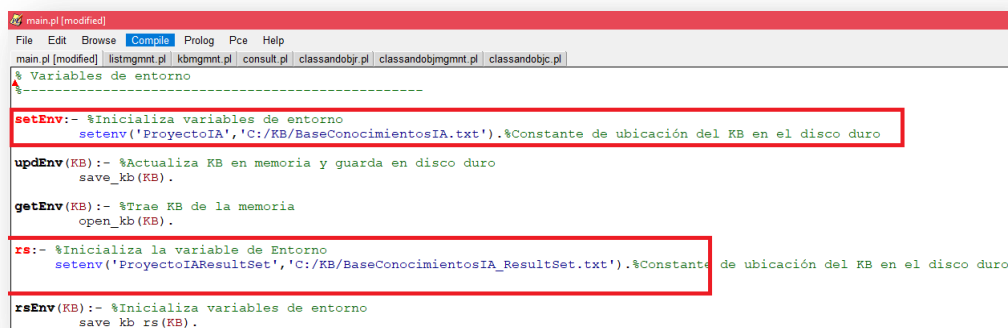 main.pl [modified]
File Edit Browse Compile Prolog Pce Help
main.pl [modified] listmgmnt.pl kbmgmnt.pl consult.pl classandobjr.pl classandobjmgmnt.pl classandobjc.pl
% Variables de entorno
%--------------------------------------------------
setEnv:- %Inicializa variables de entorno
setenv('ProyectoIA','C:/KB/BaseConocimientosIA.txt').%Constante de ubicación del KB en el disco duro
updEnv(KB):- %Actualiza KB en memoria y guarda en disco duro
save_kb(KB).
getEnv(KB):- %Trae KB de la memoria
open_kb(KB).
rs:- %Inicializa la variable de Entorno
setenv('ProyectoIAResultSet','C:/KB/BaseConocimientosIA_ResultSet.txt').%Constante de ubicación del KB en el disco duro
rsEnv(KB):- %Inicializa variables de entorno
save_kb_rs(KB).